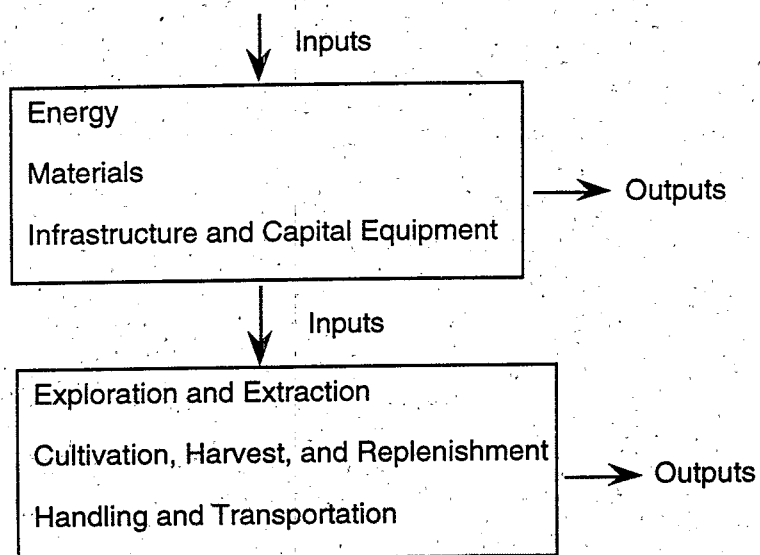 Inputs
Energy
Materials
Outputs
Infrastructure and Capital Equipment
Inputs
Exploration and Extraction
Cultivation, Harvest, and Replenishment
Outputs
Handling and Transportation